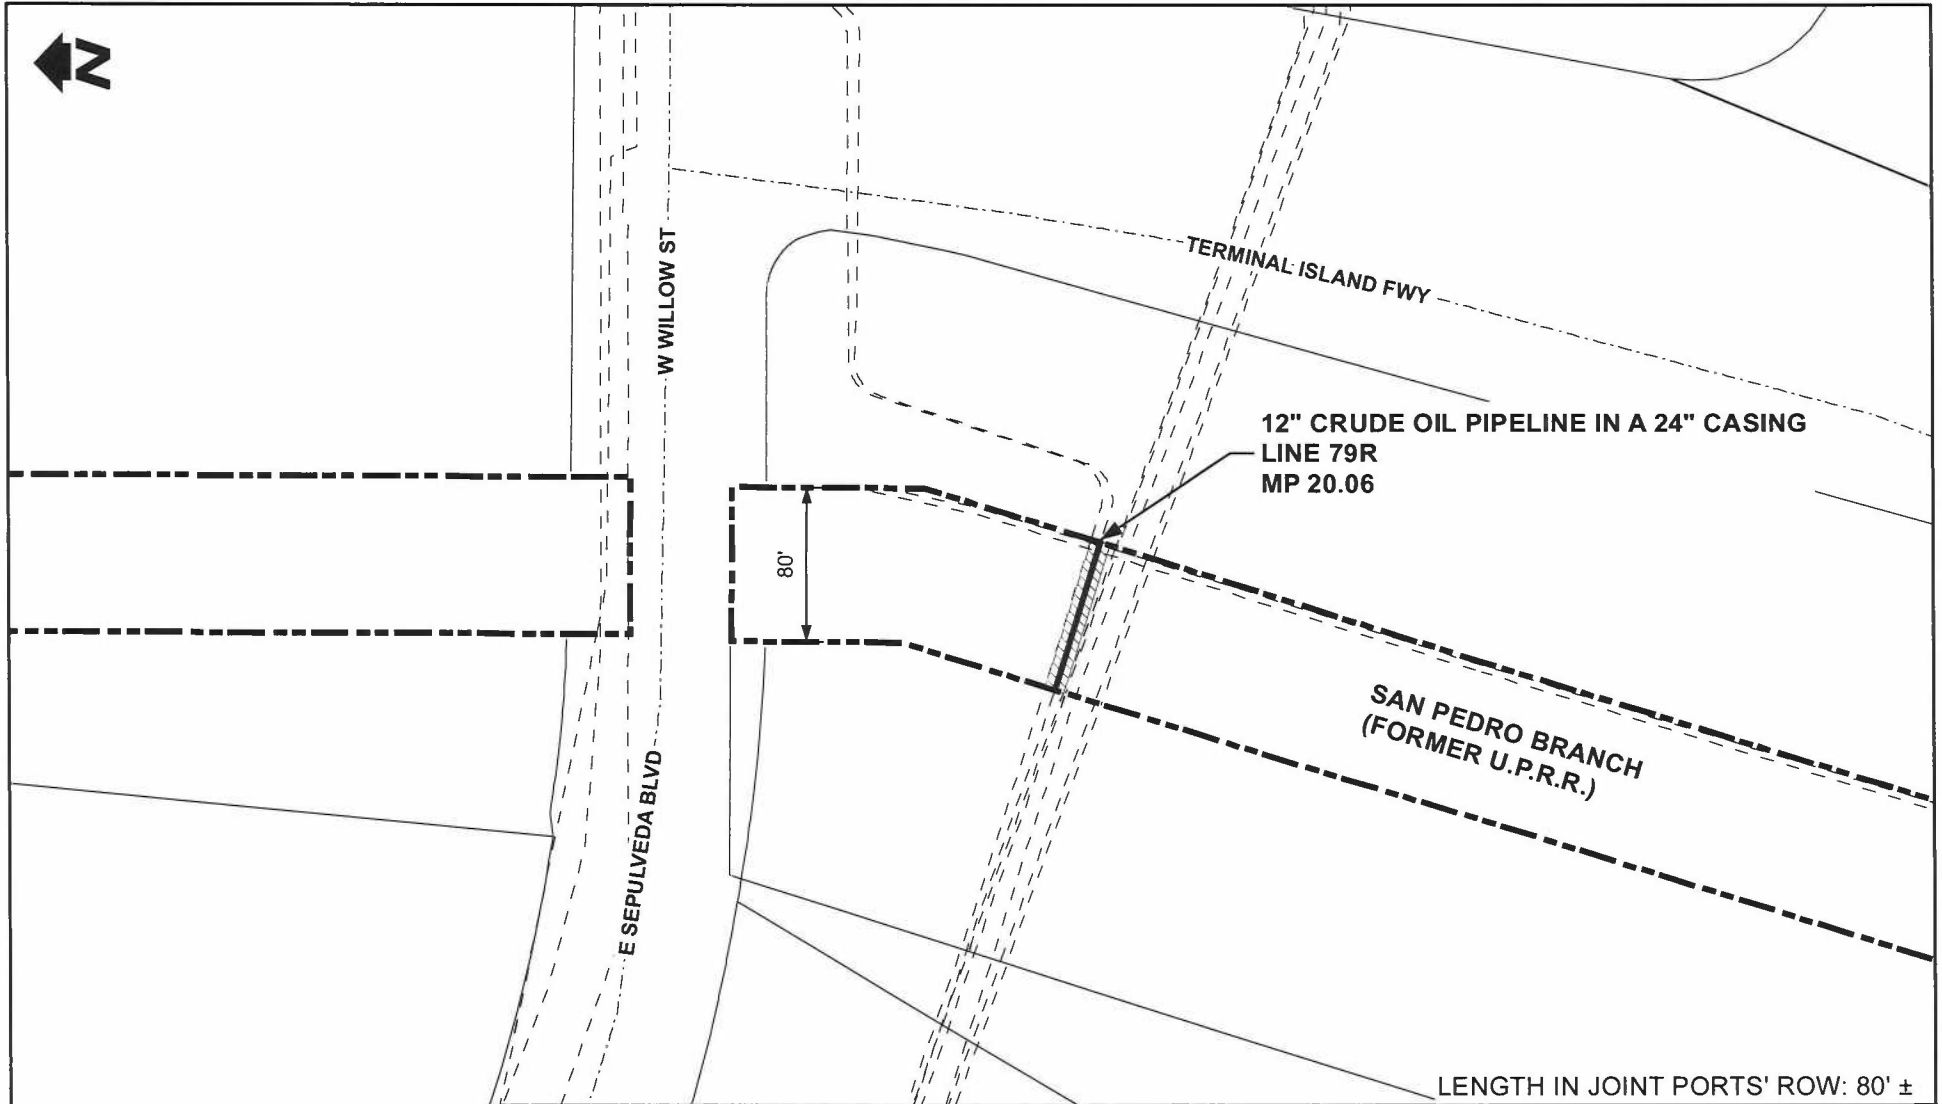 N
W WILLOW ST
TERMINAL ISLAND FWY
12" CRUDE OIL PIPELINE IN A 24" CASING
LINE 79R
MP 20.06
80'
SAN PEDRO BRANCH
(FORMER U.P.R.R.)
E SEPULVEDA BLVD
LENGTH IN JOINT PORTS' ROW: 80' ±